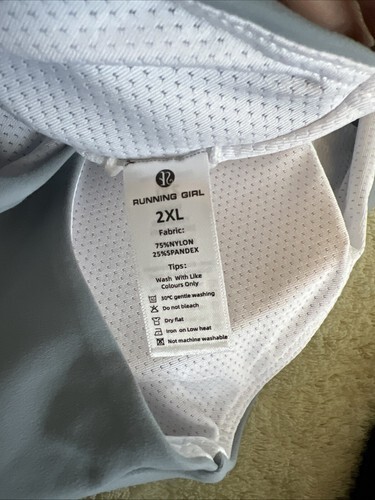 RUNNING GIRL
2XL
Fabric:
75%NYLON
25%SPANDEX
Tips:
Wash With Like
Colours Only
30℃ gentle washing
Do not bleach
Dry flat
Iron on Low heat
Not machine washable